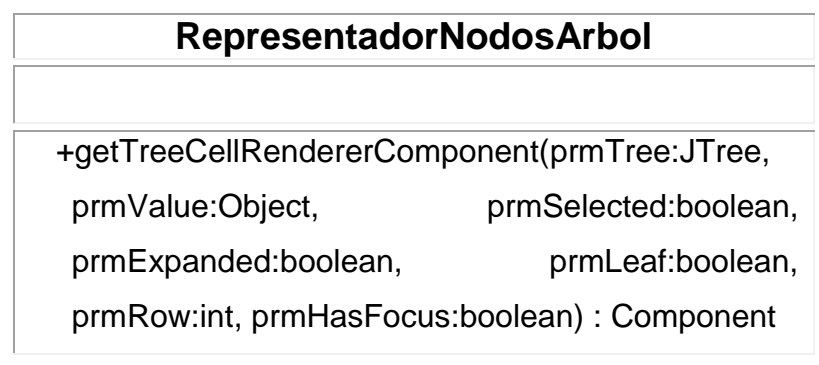 RepresentadorNodosArbol
+getTreeCellRendererComponent(prmTree:JTree,
prmValue:Object, prmSelected:boolean,
prmExpanded:boolean, prmLeaf:boolean,
prmRow:int, prmHasFocus:boolean) : Component